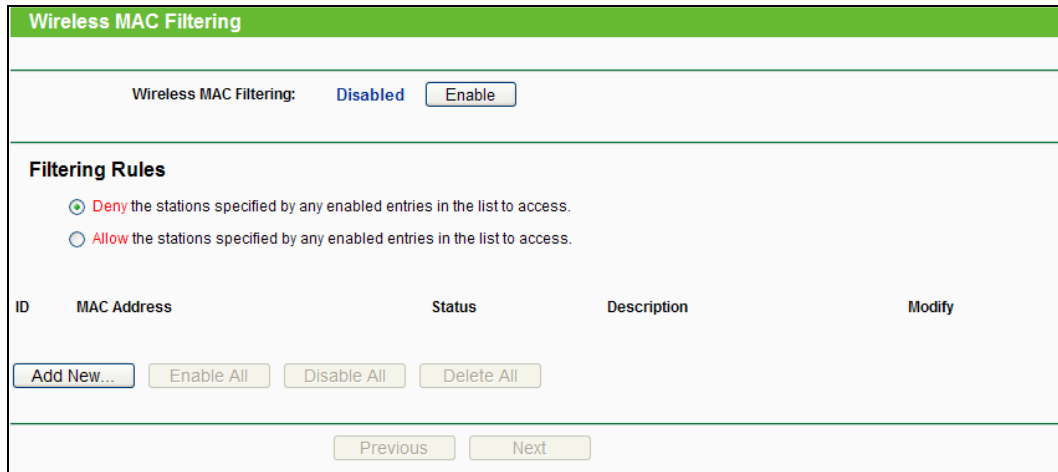 Wireless MAC Filtering
Wireless MAC Filtering: Disabled Enable
Filtering Rules
Deny the stations specified by any enabled entries in the list to access.
Allow the stations specified by any enabled entries in the list to access.
ID MAC Address Status Description Modify
Add New... Enable All Disable All Delete All
Previous Next